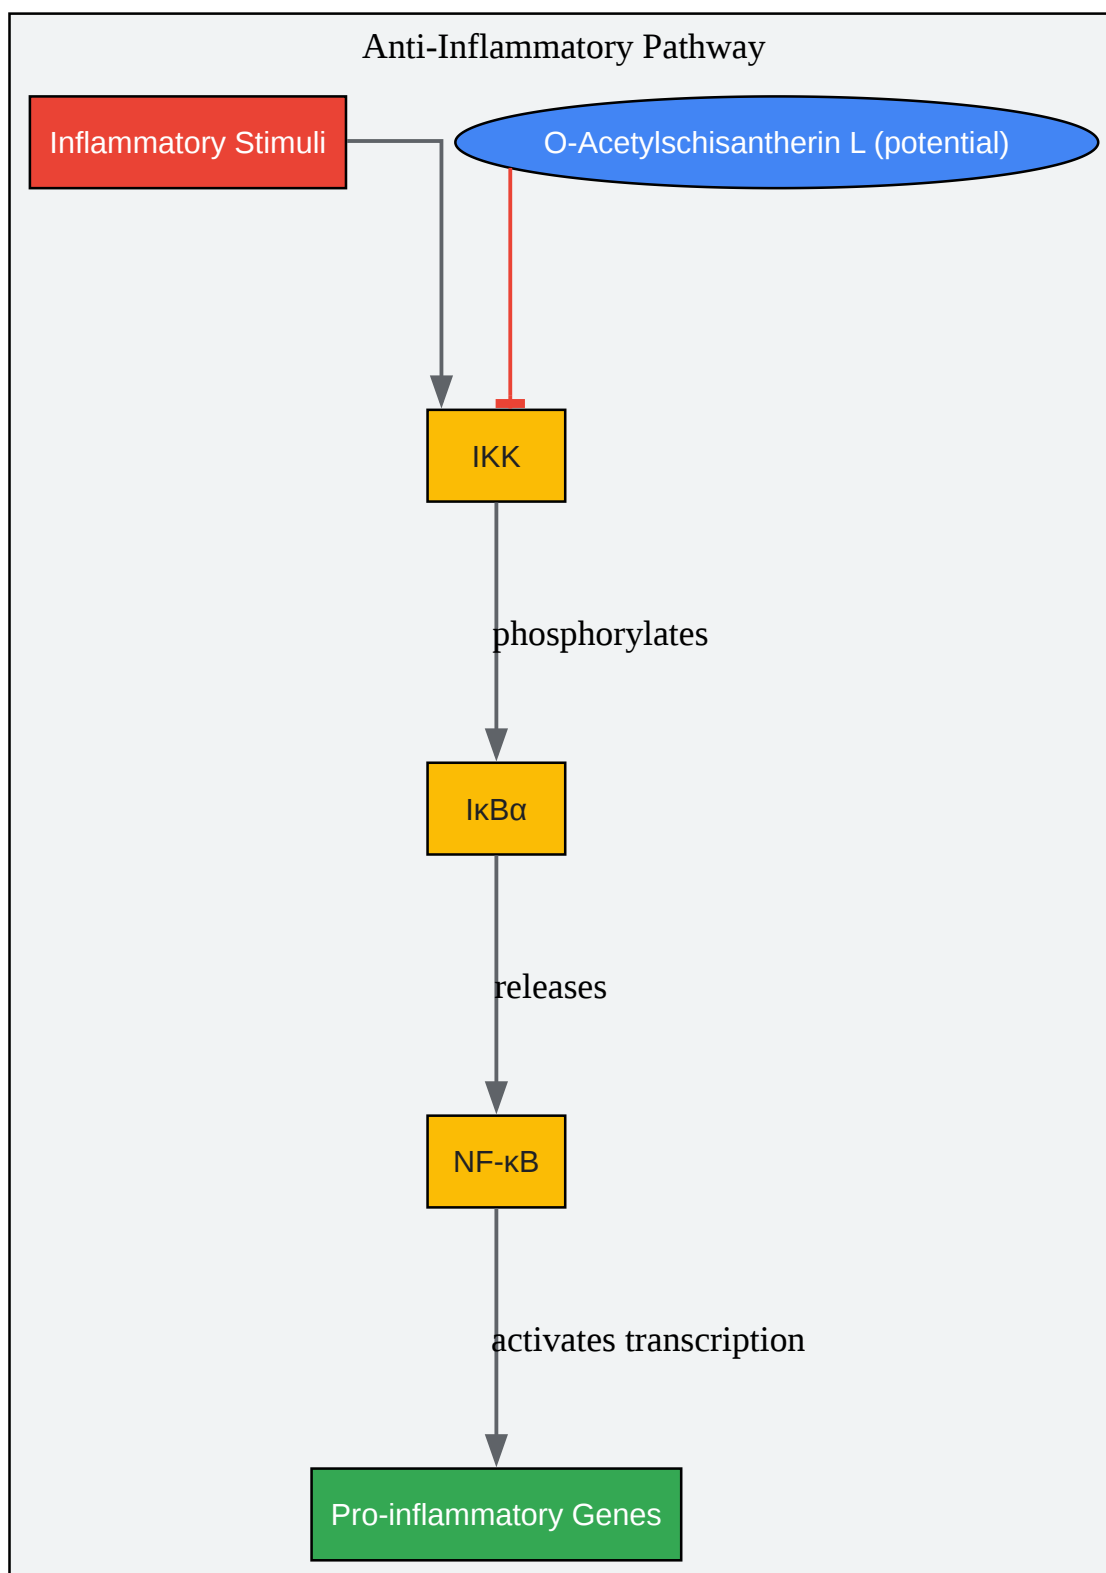 Anti-Inflammatory Pathway
Inflammatory Stimuli
O-Acetylschisantherin L (potential)
IKK
phosphorylates
IκBα
releases
NF-κB
activates transcription
Pro-inflammatory Genes